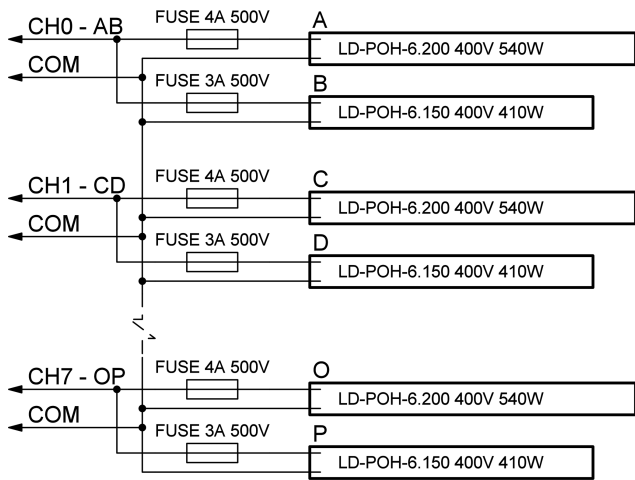 FUSE 4A 500V
A
CH0 - AB
LD-POH-6.200 400V 540W
COM
FUSE 3A 500V
B
LD-POH-6.150 400V 410W
FUSE 4A 500V
C
CH1 - CD
LD-POH-6.200 400V 540W
COM
FUSE 3A 500V
D
LD-POH-6.150 400V 410W
FUSE 4A 500V
O
CH7 - OP
LD-POH-6.200 400V 540W
COM
FUSE 3A 500V
P
LD-POH-6.150 400V 410W